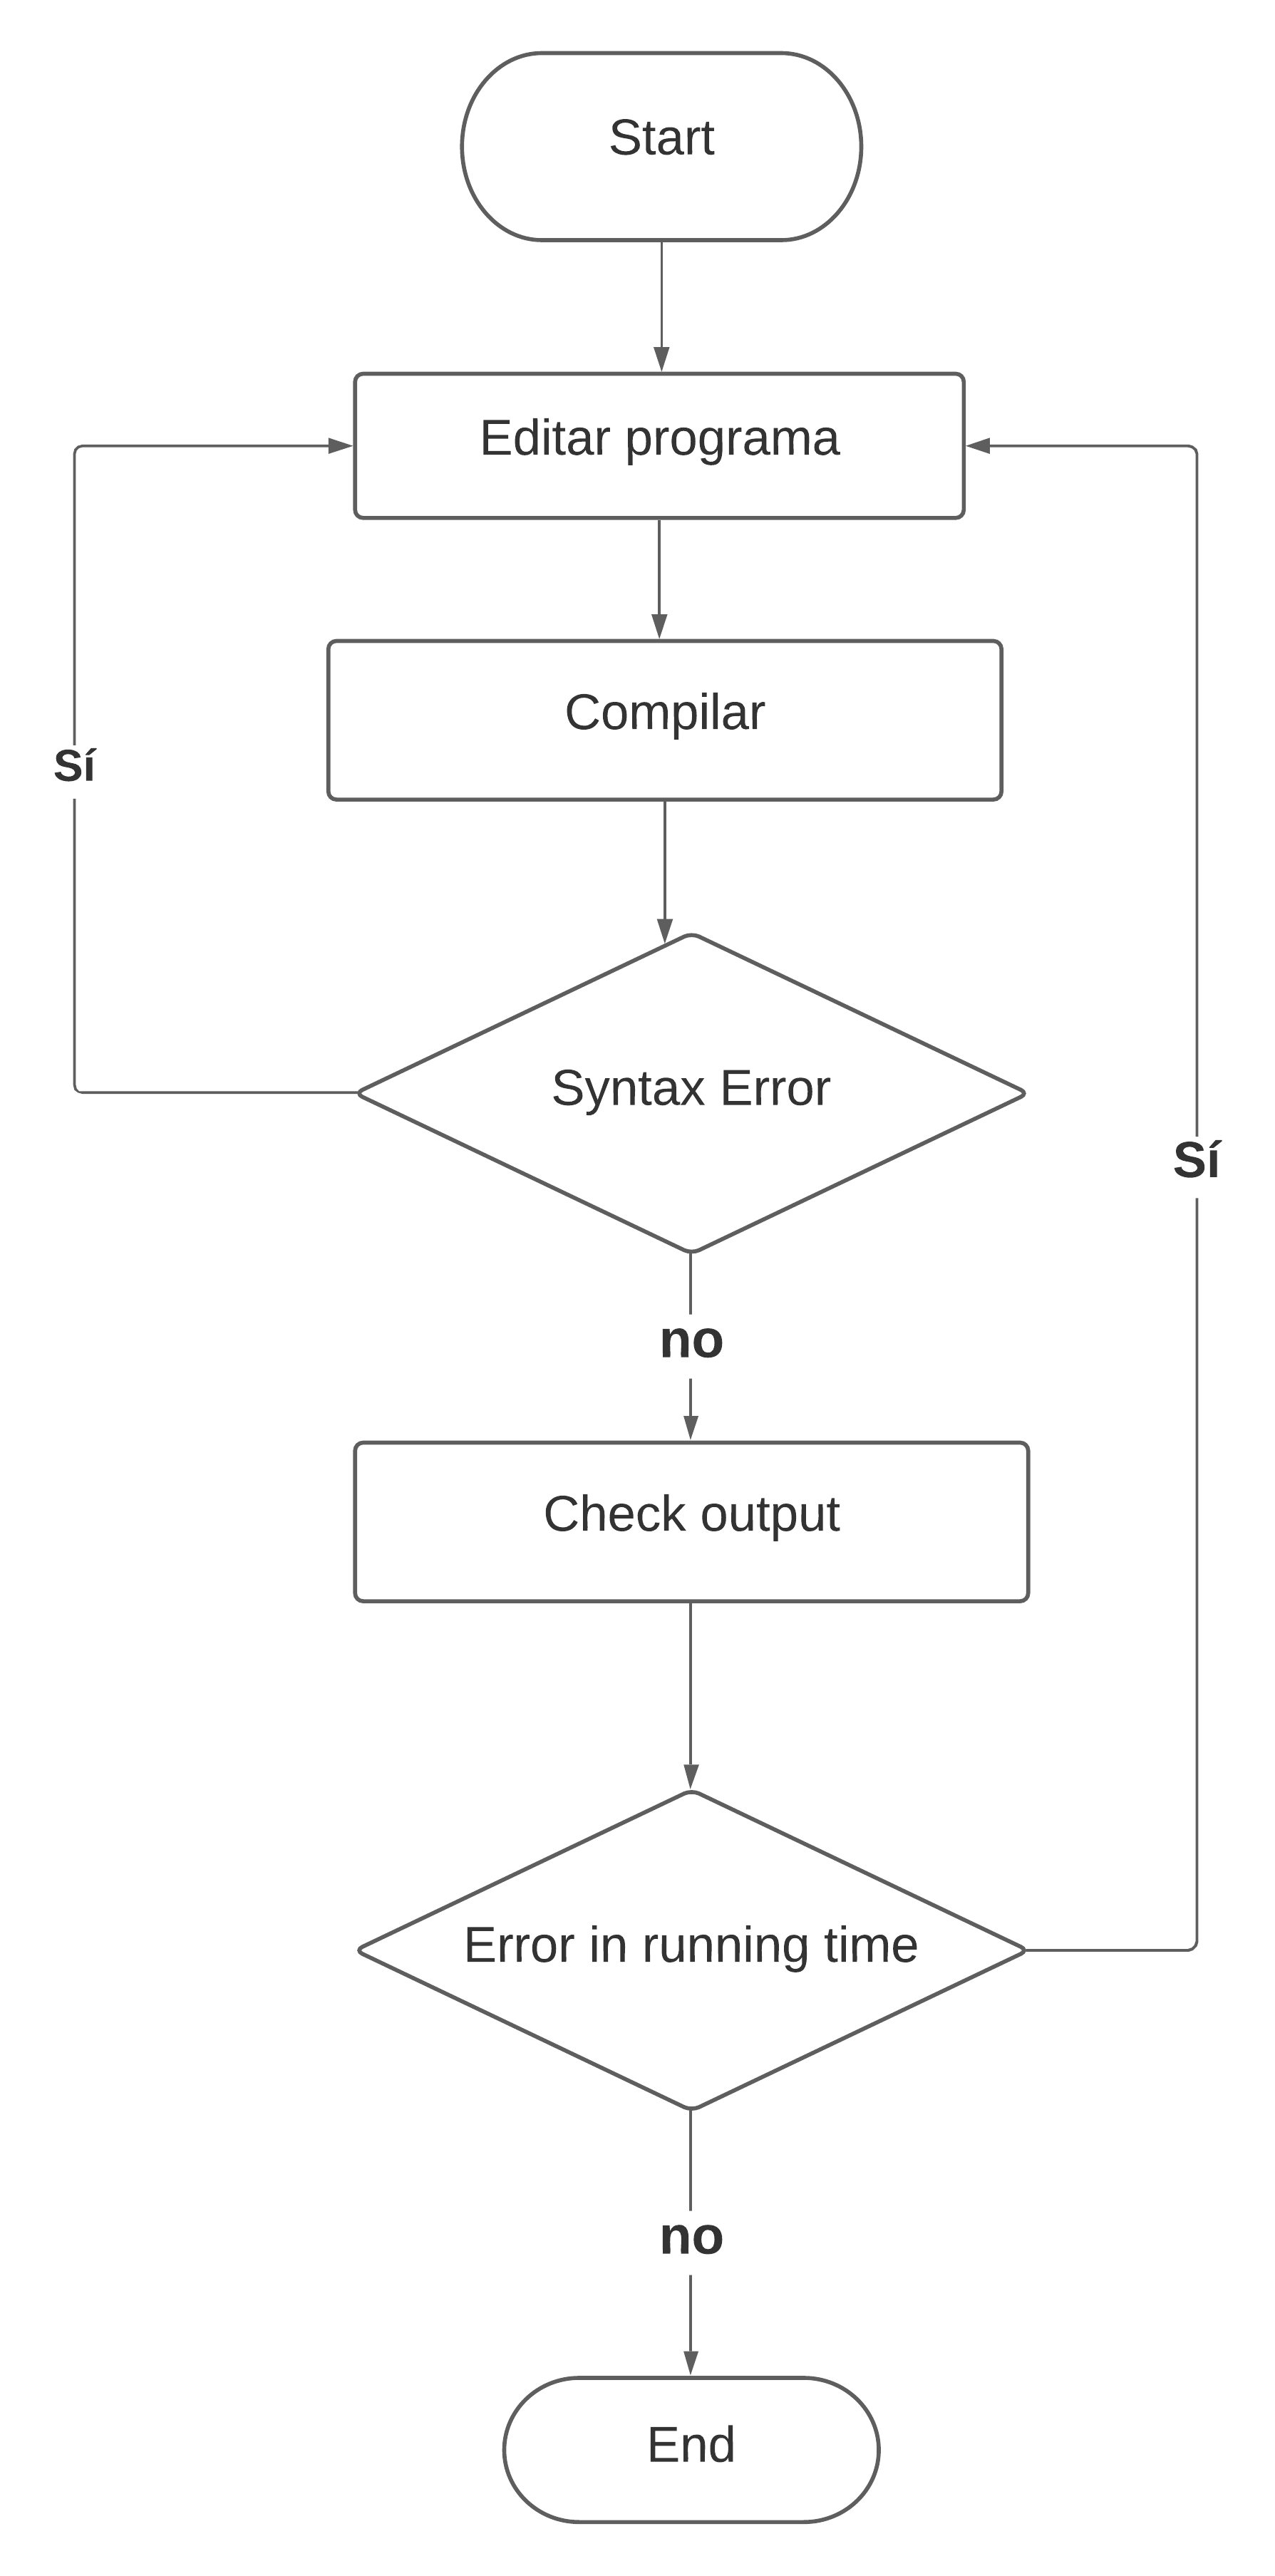 Start
Editar programa
Compilar
Sí
Syntax Error
Sí
no
Check output
Error in running time
no
End